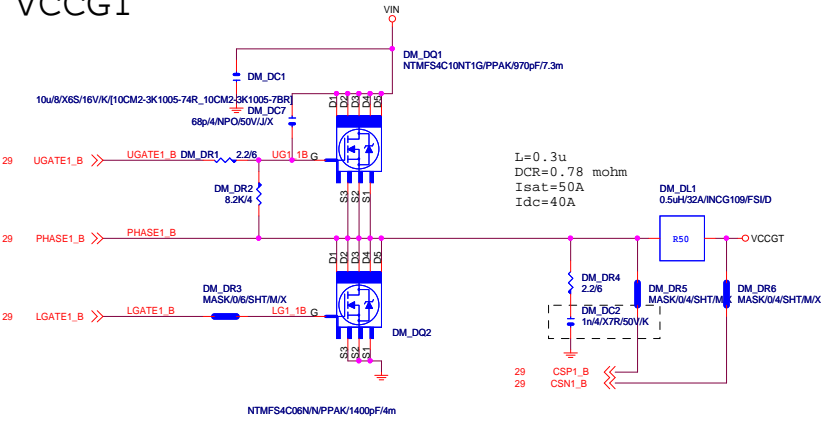 VCCGT
VIN
DM_DQ1
NTMFS4C10NT1G/PPAK/970pF/7.3m
DM_DC1
10u/8/X6S/16V/K/[10CM2-3K1005-74R_10CM2-3K1005-7BR]
DM_DC7
68p/4/NPO/50V/J/X
D1
D2
D3
D4
D5
29 UGATE1_B UGATE1_B DM_DR1 2.2/6 UG1_1B G
DM_DR2
8.2K/4
S3
S2
S1
L=0.3u
DCR=0.78 mohm
Isat=50A
Idc=40A
DM_DL1
0.5uH/32A/INCG109/FSI/D
29 PHASE1_B PHASE1_B
R50
VCCGT
D1
D2
D3
D4
D5
DM_DR3
MASK/0/6/SHT/M/X
29 LGATE1_B LGATE1_B LG1_1B G
DM_DQ2
S3
S2
S1
DM_DR4
2.2/6
DM_DC2
1n/4/X7R/50V/K
DM_DR5
MASK/0/4/SHT/M/X
DM_DR6
MASK/0/4/SHT/M/X
29 CSP1_B
29 CSN1_B
NTMFS4C06N/N/PPAK/1400pF/4m